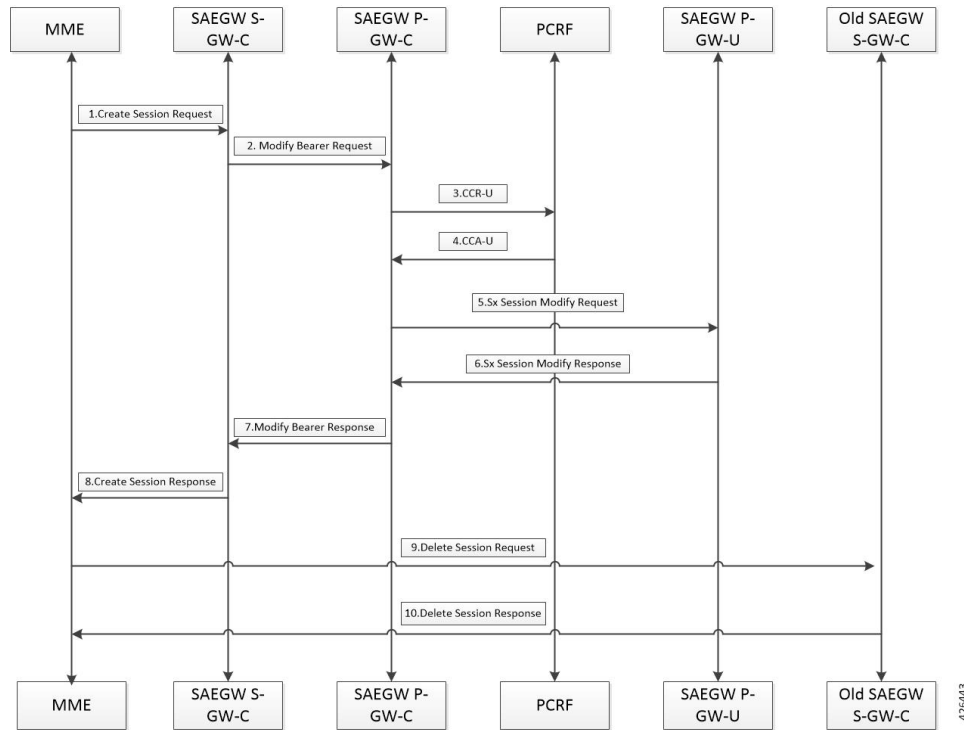 MME
SAEGW S-
GW-C
SAEGW P-
GW-C
PCRF
SAEGW P-
GW-U
Old SAEGW
S-GW-C
1.Create Session Request
2. Modify Bearer Request
3.CCR-U
4.CCA-U
5.Sx Session Modify Request
6.Sx Session Modify Response
7.Modify Bearer Response
8.Create Session Response
9.Delete Session Request
10.Delete Session Response
MME
SAEGW S-
GW-C
SAEGW P-
GW-C
PCRF
SAEGW P-
GW-U
Old SAEGW
S-GW-C
426443